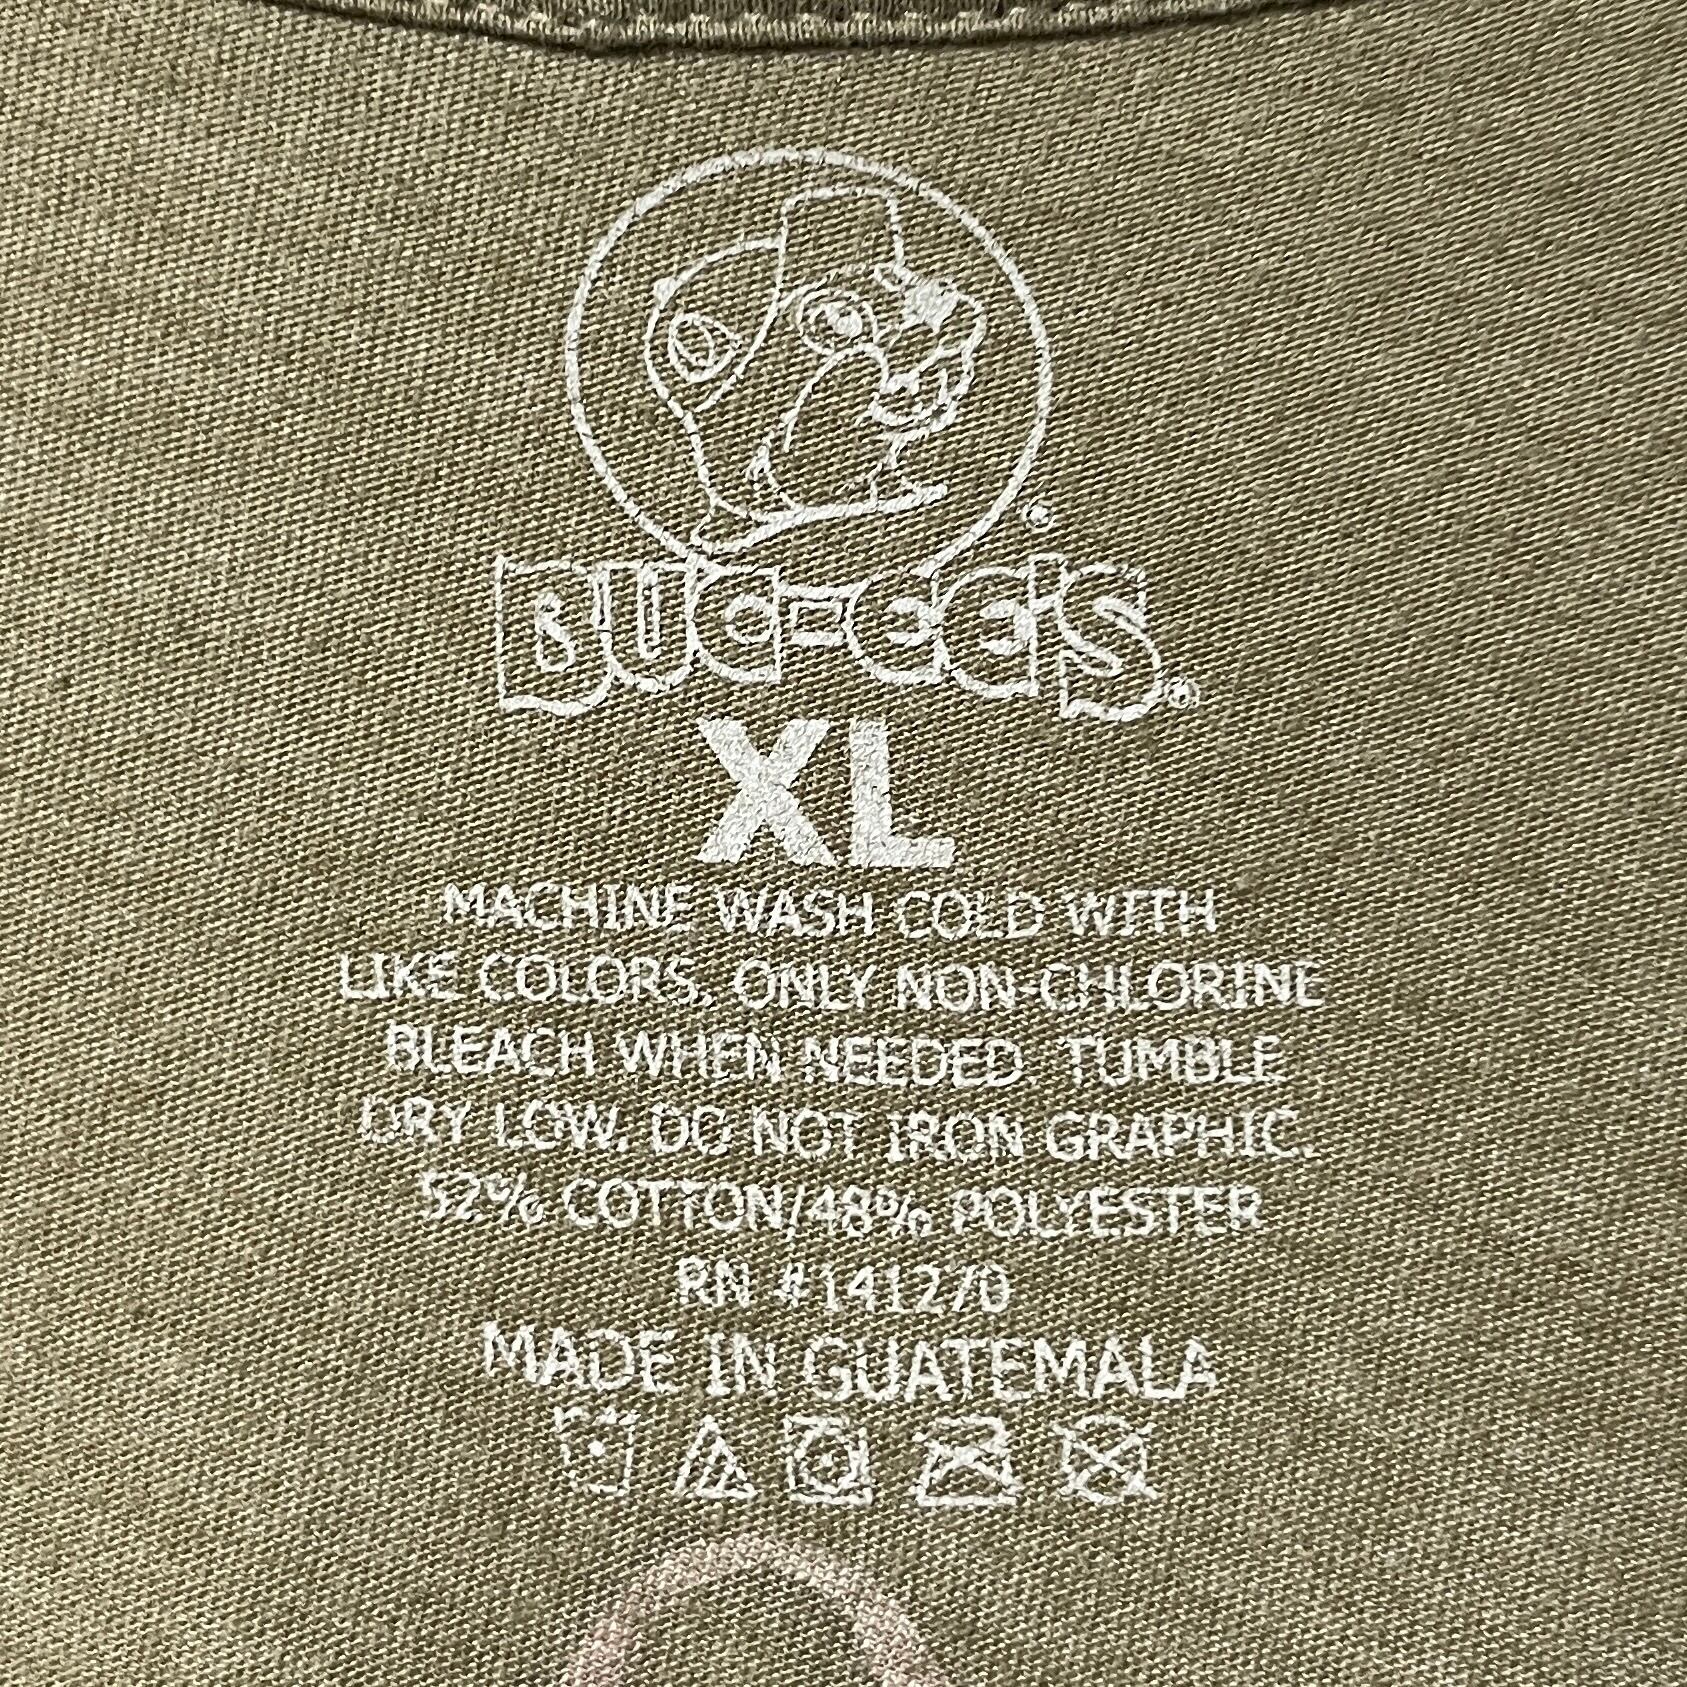 BUC-EE'S®
XL
MACHINE WASH COLD WITH
LIKE COLORS, ONLY NON-CHLORINE
BLEACH WHEN NEEDED. TUMBLE
DRY LOW. DO NOT IRON GRAPHIC.
52% COTTON/48% POLYESTER
RN #141270
MADE IN GUATEMALA